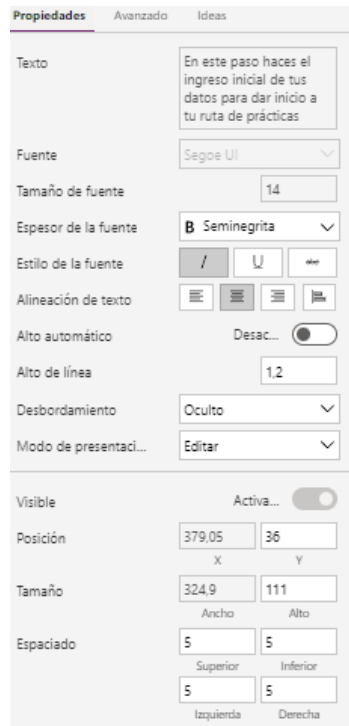 Propiedades Avanzado Ideas
Texto
En este paso haces el
ingreso inicial de tus
datos para dar inicio a
tu ruta de prácticas
Fuente Segoe UI
Tamaño de fuente 14
Espesor de la fuente B Seminegrita
Estilo de la fuente / U abc
Alineación de texto
Alto automático Desac...
Alto de línea 1,2
Desbordamiento Oculto
Modo de presentaci... Editar
Visible Activa...
Posición 379,05 36
X Y
Tamaño 324,9 111
Ancho Alto
Espaciado 5 5
Superior Inferior
5 5
Izquierda Derecha